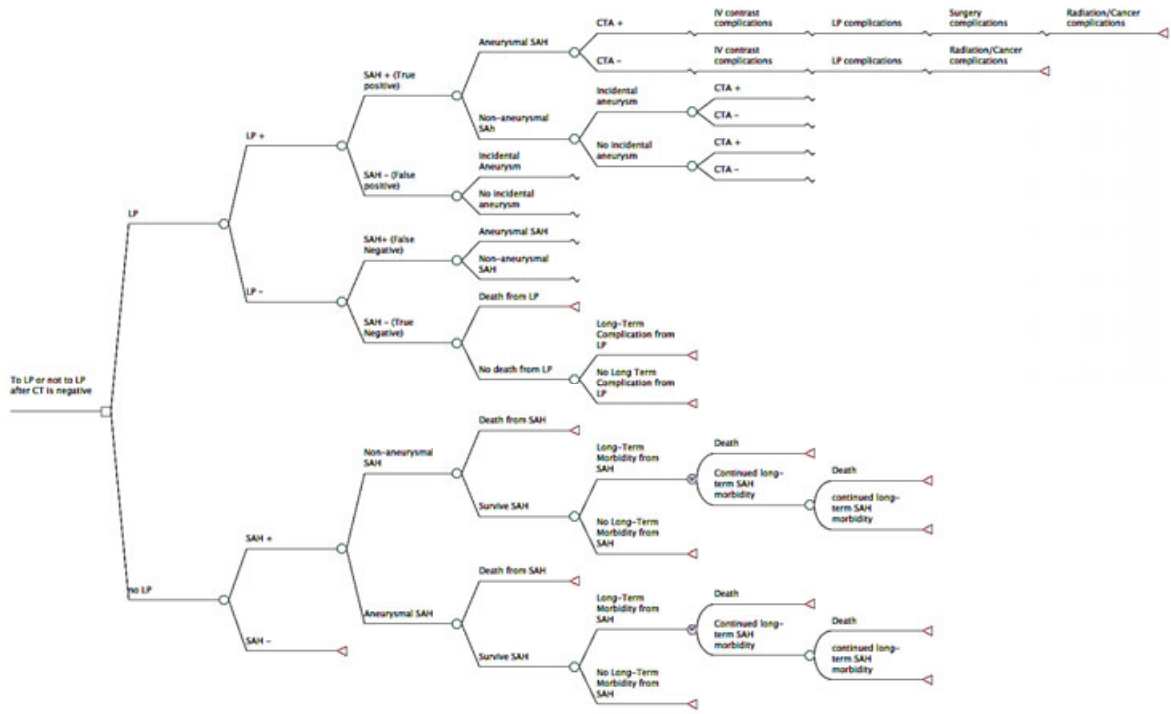 To LP or not to LP
after CT is negative
LP
LP +
SAH + (True
positive)
Aneurysmal SAH
CTA +
IV contrast
complications
LP complications
Surgery
complications
Radiation/Cancer
complications
CTA -
IV contrast
complications
LP complications
Radiation/Cancer
complications
Non-aneurysmal
SAh
Incidental
aneurysm
CTA +
CTA -
No incidental
aneurysm
CTA +
CTA -
SAH - (False
positive)
Incidental
Aneurysm
No incidental
aneurysm
LP -
SAH+ (False
Negative)
Aneurysmal SAH
Non-aneurysmal
SAH
SAH - (True
Negative)
Death from LP
No death from LP
Long-Term
Complication from
LP
No Long Term
Complication from
LP
no LP
SAH +
Non-aneurysmal
SAH
Death from SAH
Survive SAH
Long-Term
Morbidity from
SAH
Death
Continued long-
term SAH
morbidity
Death
continued long-
term SAH
morbidity
No Long-Term
Morbidity from
SAH
Aneurysmal SAH
Death from SAH
Survive SAH
Long-Term
Morbidity from
SAH
Death
Continued long-
term SAH
morbidity
Death
continued long-
term SAH
morbidity
No Long-Term
Morbidity from
SAH
SAH -